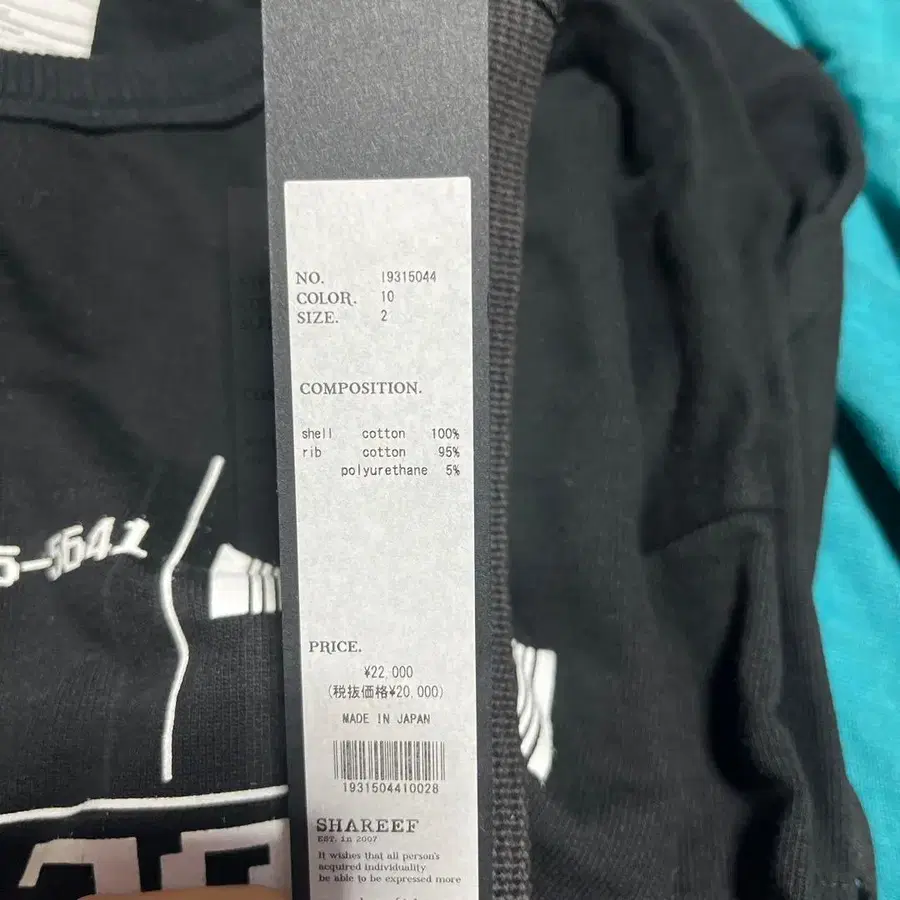 NO. 19315044
COLOR. 10
SIZE. 2
COMPOSITION.
shell cotton 100%
rib cotton 95%
polyurethane 5%
5-5642
PRICE.
¥22,000
(税抜価格¥20,000)
MADE IN JAPAN
1931504410028
SHAREEF
EST. in 2007
It wishes that all person's
acquired individuality
be able to be expressed more